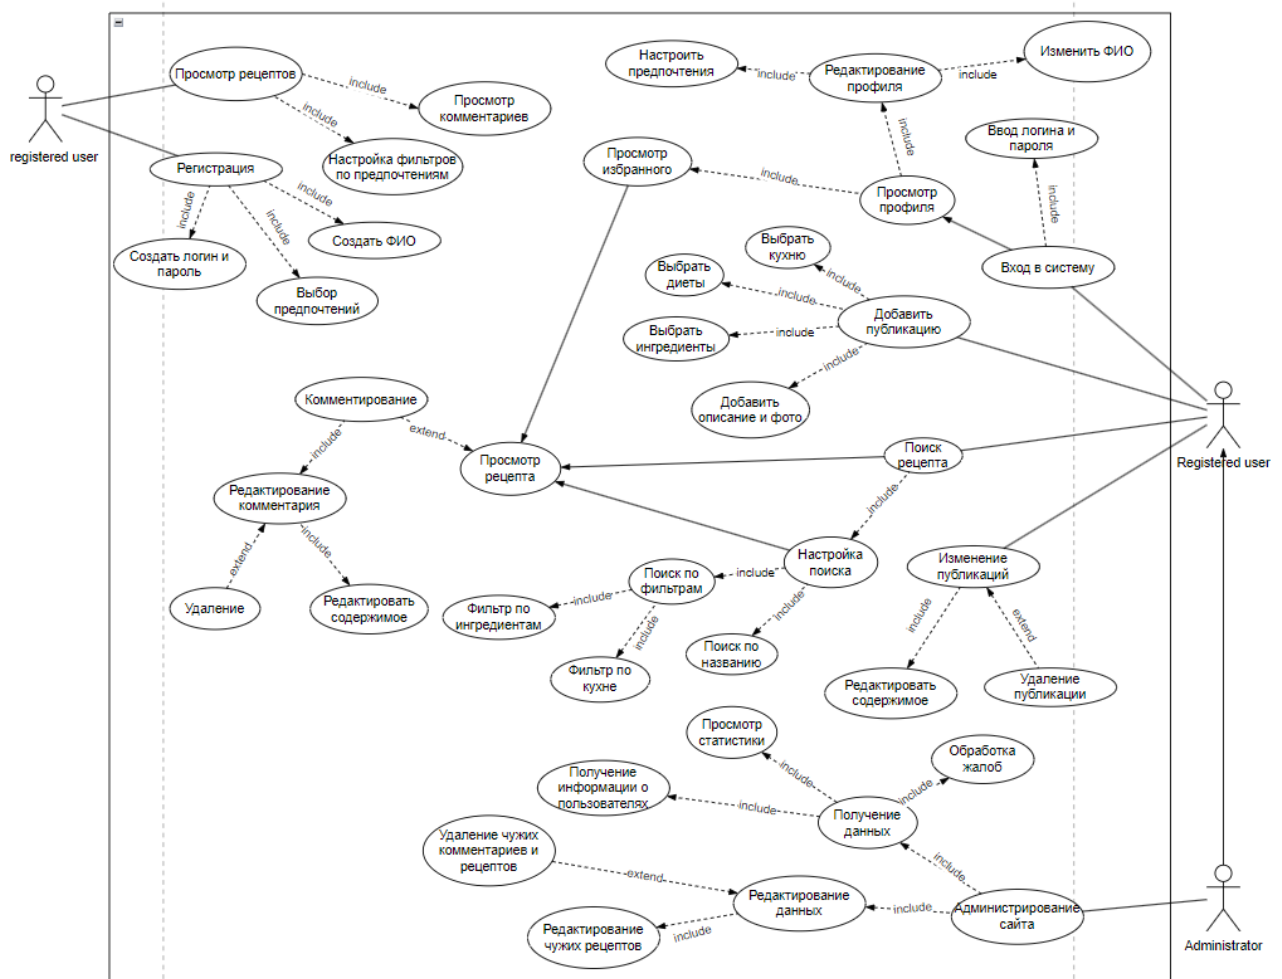 Просмотр рецептов
include
Просмотр
комментариев
include
Настройка фильтров
по предпочтениям
registered user
Регистрация
include
include
include
Создать ФИО
Создать логин и
пароль
Выбор
предпочтений
Настроить
предпочтения
include
Редактирование
профиля
include
Изменить ФИО
include
Ввод логина и
пароля
Просмотр
избранного
include
Просмотр
профиля
include
Вход в систему
Выбрать
кухню
include
Выбрать
диеты
include
Добавить
публикацию
Выбрать
ингредиенты
include
include
Добавить
описание и фото
Комментирование
extend
include
Просмотр
рецепта
Поиск
рецепта
Registered user
include
Редактирование
комментария
extend
include
Удаление
Редактировать
содержимое
Настройка
поиска
include
Поиск по
фильтрам
include
Фильтр по
ингредиентам
include
Фильтр по
кухне
include
Поиск по
названию
Изменение
публикаций
include
extend
Редактировать
содержимое
Удаление
публикации
Просмотр
статистики
include
Обработка
жалоб
include
Получение
информации о
пользователях
include
Получение
данных
include
Удаление чужих
комментариев и
рецептов
extend
Редактирование
данных
include
Администрирование
сайта
include
Редактирование
чужих рецептов
Administrator